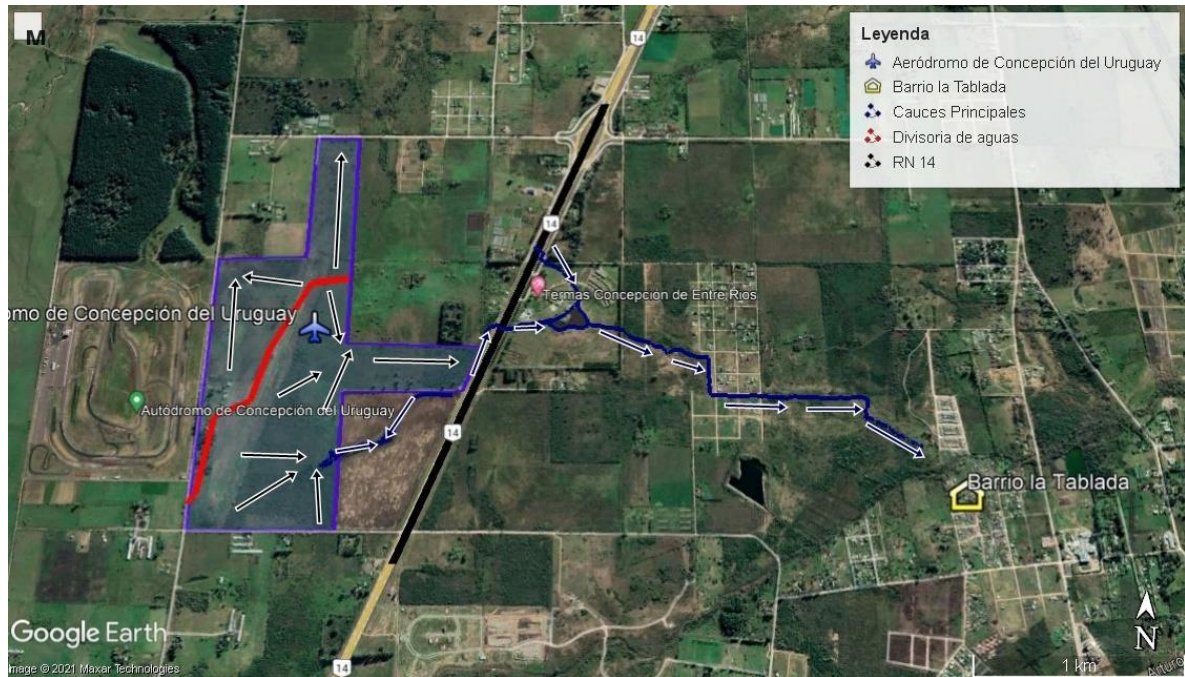 M
Leyenda
Aeródromo de Concepción del Uruguay
Barrio la Tablada
Cauces Principales
Divisoria de aguas
RN 14
14
14
Termas Concepcion de Entre Rios
omo de Concepción del Uruguay
Autódromo de Concepción del Uruguay
14
Barrio la Tablada
Google Earth
N
14
mage © 2021 Maxar Technologies
1 km
Arturo